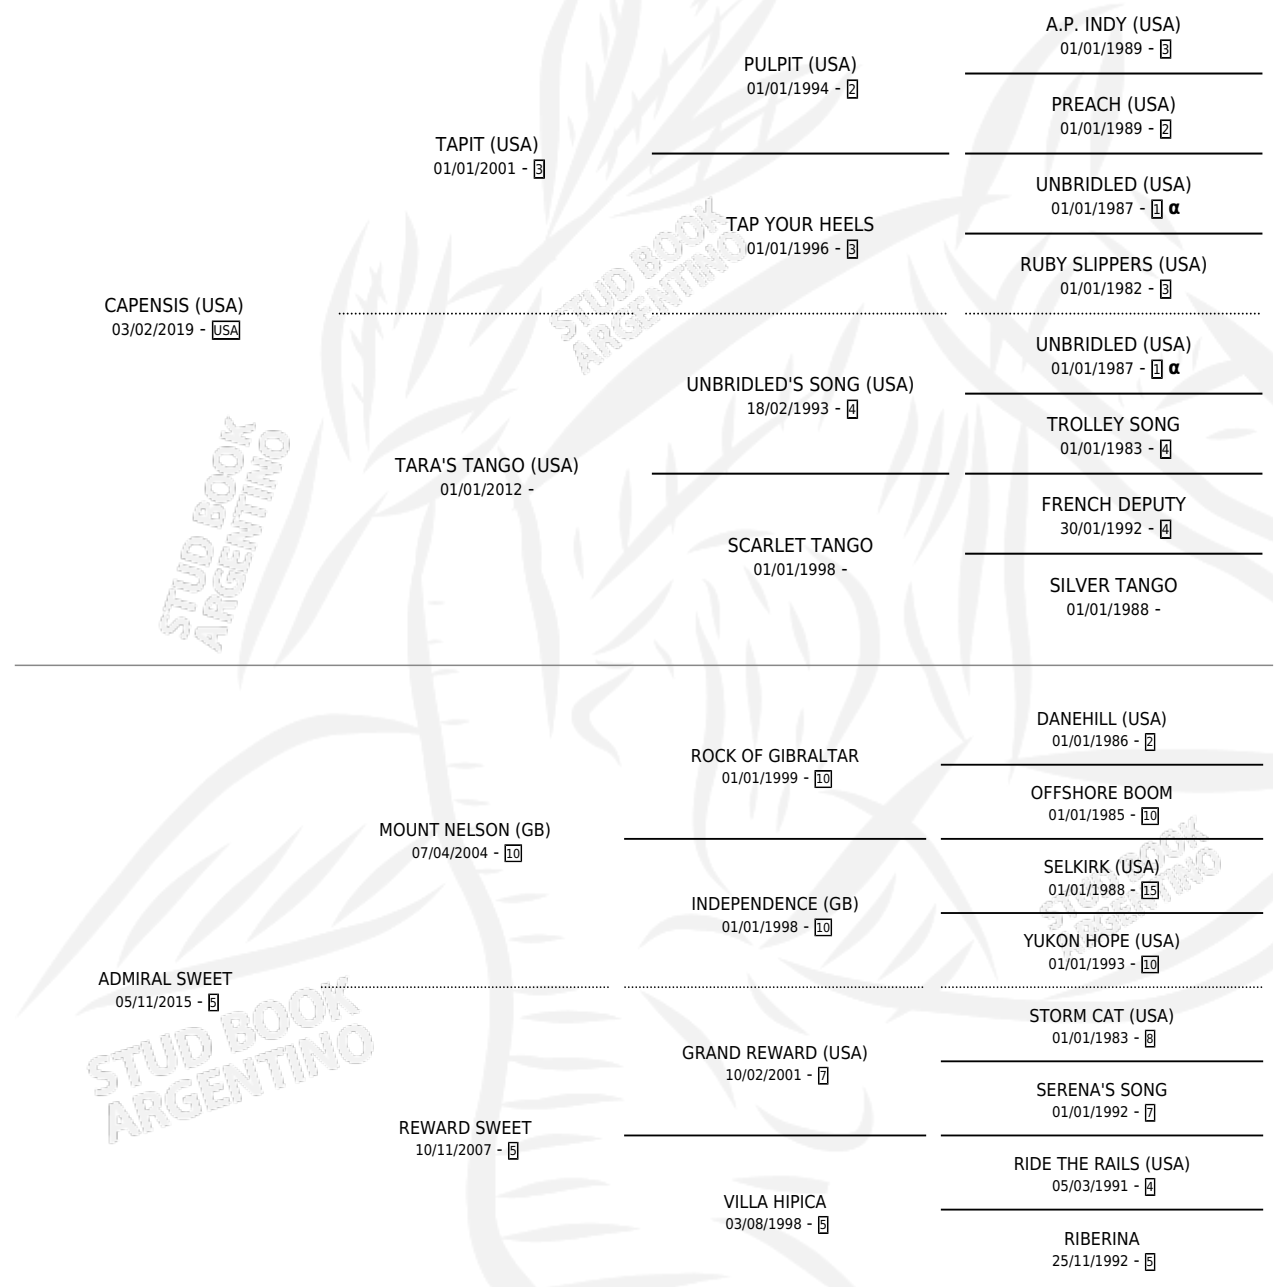 A.P. INDY (USA)
01/01/1989 - 3
PULPIT (USA)
01/01/1994 - 2
PREACH (USA)
01/01/1989 - 2
TAPIT (USA)
01/01/2001 - 3
UNBRIDLED (USA)
01/01/1987 - 1 α
TAP YOUR HEELS
01/01/1996 - 3
RUBY SLIPPERS (USA)
01/01/1982 - 3
CAPENSIS (USA)
03/02/2019 - USA
UNBRIDLED (USA)
01/01/1987 - 1 α
UNBRIDLED'S SONG (USA)
18/02/1993 - 4
TROLLEY SONG
01/01/1983 - 4
TARA'S TANGO (USA)
01/01/2012 -
FRENCH DEPUTY
30/01/1992 - 4
SCARLET TANGO
01/01/1998 -
SILVER TANGO
01/01/1988 -
DANEHILL (USA)
01/01/1986 - 2
ROCK OF GIBRALTAR
01/01/1999 - 10
OFFSHORE BOOM
01/01/1985 - 10
MOUNT NELSON (GB)
07/04/2004 - 10
SELKIRK (USA)
01/01/1988 - 15
INDEPENDENCE (GB)
01/01/1998 - 10
YUKON HOPE (USA)
01/01/1993 - 10
ADMIRAL SWEET
05/11/2015 - 5
STORM CAT (USA)
01/01/1983 - 8
GRAND REWARD (USA)
10/02/2001 - 7
SERENA'S SONG
01/01/1992 - 7
REWARD SWEET
10/11/2007 - 5
RIDE THE RAILS (USA)
05/03/1991 - 4
VILLA HIPICA
03/08/1998 - 5
RIBERINA
25/11/1992 - 5
STUD BOOK
ARGENTINO
STUD BOOK
ARGENTINO
STUD BOOK
ARGENTINO
STUD BOOK
ARGENTINO